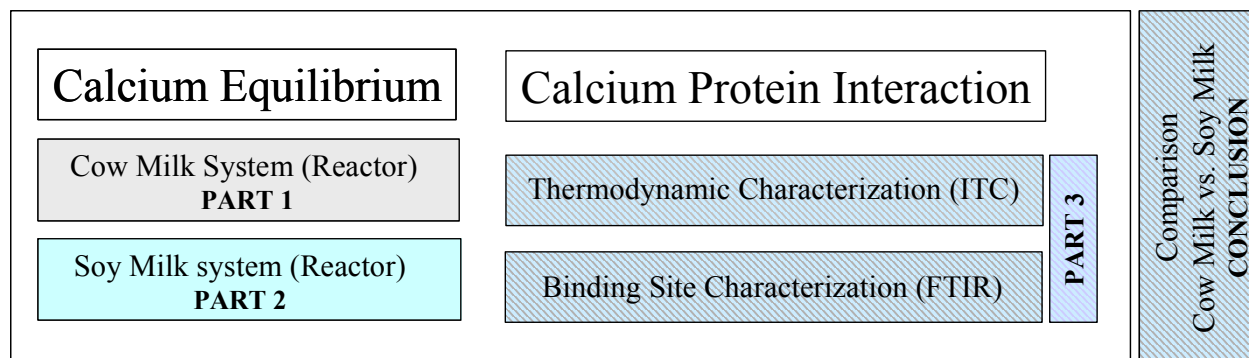 Calcium Equilibrium
Cow Milk System (Reactor)
PART 1
Soy Milk system (Reactor)
PART 2
Calcium Protein Interaction
Thermodynamic Characterization (ITC)
Binding Site Characterization (FTIR)
PART 3
Comparison
Cow Milk vs. Soy Milk
CONCLUSION